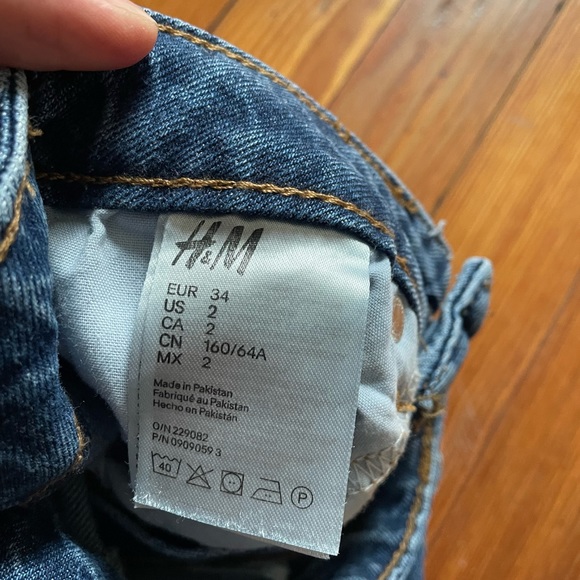 H&M
EUR 34
US 2
CA 2
CN 160/64A
MX 2
Made in Pakistan
Fabriqué au Pakistan
Hecho en Pakistán
O/N 229082
P/N 0909059 3
40 P